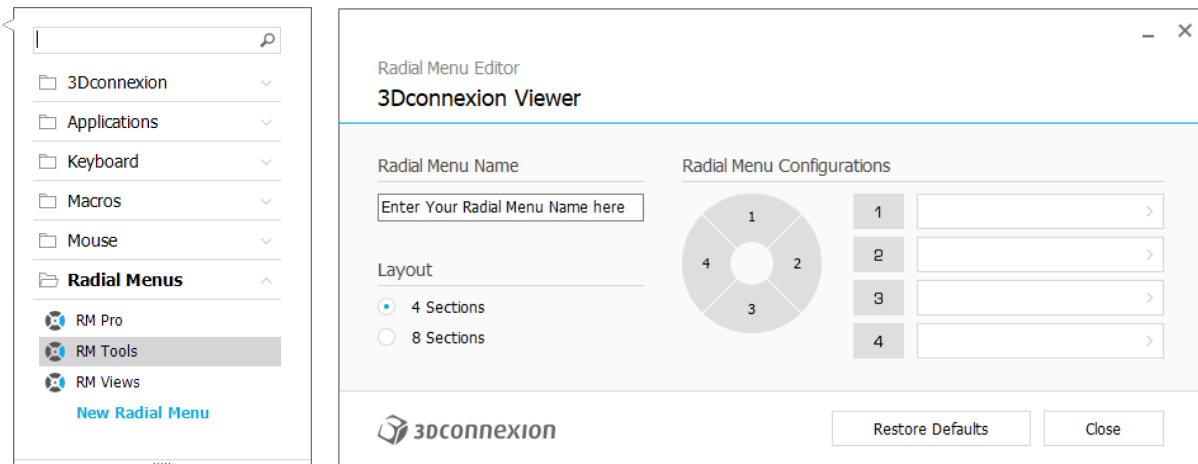 3Dconnexion
Applications
Keyboard
Macros
Mouse
Radial Menus
RM Pro
RM Tools
RM Views
New Radial Menu
Radial Menu Editor
3Dconnexion Viewer
Radial Menu Name
Enter Your Radial Menu Name here
Layout
4 Sections
8 Sections
Radial Menu Configurations
1
2
3
4
1
2
3
4
3Dconnexion
Restore Defaults
Close